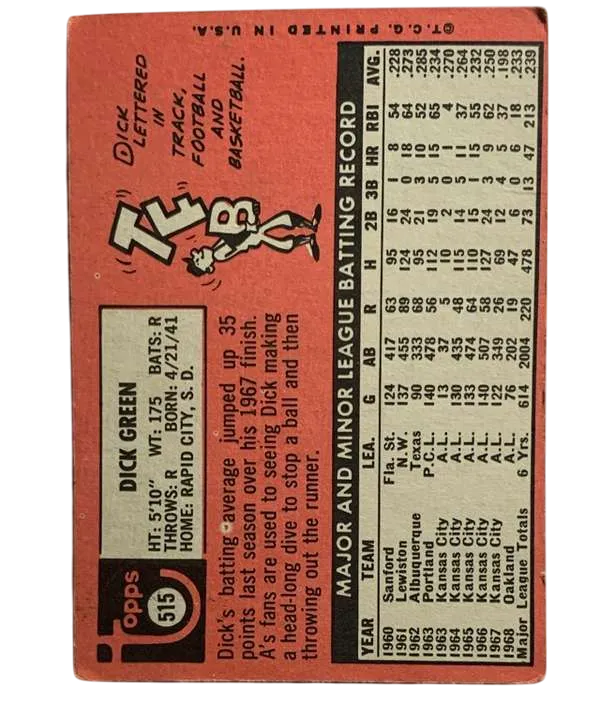 Topps
515
DICK GREEN
HT: 5'10" WT: 175 BATS: R
THROWS: R BORN: 4/21/41
HOME: RAPID CITY, S. D.
TFB
DICK
LETTERED
IN
TRACK,
FOOTBALL
AND
BASKETBALL.
Dick's batting average jumped up 35
points last season over his 1967 finish.
A's fans are used to seeing Dick making
a head-long dive to stop a ball and then
throwing out the runner.
MAJOR AND MINOR LEAGUE BATTING RECORD
YEAR TEAM LEA. G AB R H 2B 3B HR RBI AVG.
1960 Sanford Fla. St. 124 417 63 95 16 1 8 54 .228
1961 Lewiston N.W. 137 455 89 124 24 0 18 64 .273
1962 Albuquerque Texas 90 333 68 95 21 3 10 52 .285
1963 Portland P.C.L. 140 478 56 112 19 5 15 65 .234
1963 Kansas City A.L. 13 37 5 10 2 0 1 4 .270
1964 Kansas City A.L. 130 435 48 115 14 5 11 37 .264
1965 Kansas City A.L. 133 474 64 110 15 1 15 55 .232
1966 Kansas City A.L. 140 507 58 127 24 3 9 62 .250
1967 Kansas City A.L. 122 349 26 69 12 4 5 37 .198
1968 Oakland A.L. 76 202 19 47 6 0 6 18 .233
Major League Totals 6 Yrs. 614 2004 220 478 73 13 47 213 .239
©T.C.G. PRINTED IN U.S.A.